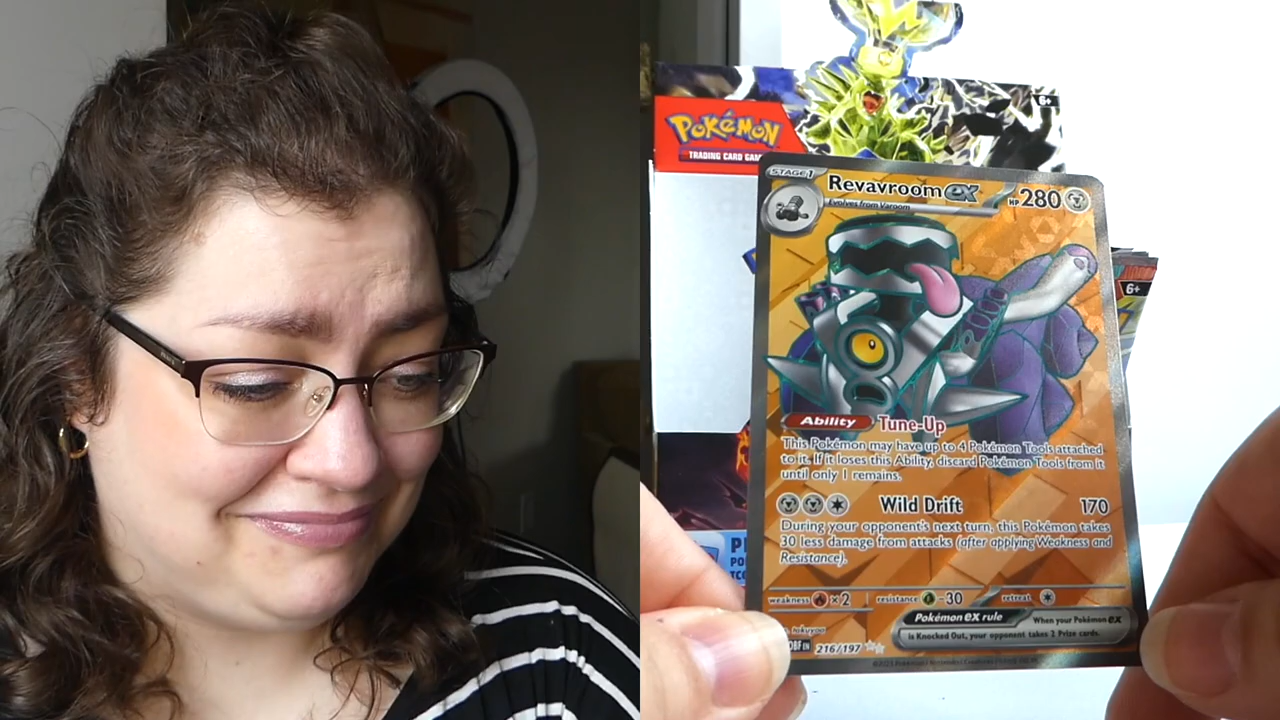 6+
POKéMON
TRADING CARD GAME
STAGE 1
Revavroom ex
HP 280
Evolves from Varoom
6+
Ability Tune-Up
This Pokémon may have up to 4 Pokémon Tools attached
to it. If it loses this Ability, discard Pokémon Tools from it
until only 1 remains.
Wild Drift 170
During your opponent's next turn, this Pokémon takes
30 less damage from attacks (after applying Weakness and
Resistance).
weakness ×2 resistance -30 retreat
Pokémon ex rule When your Pokémon ex
is Knocked Out, your opponent takes 2 Prize cards.
OBF EN 216/197